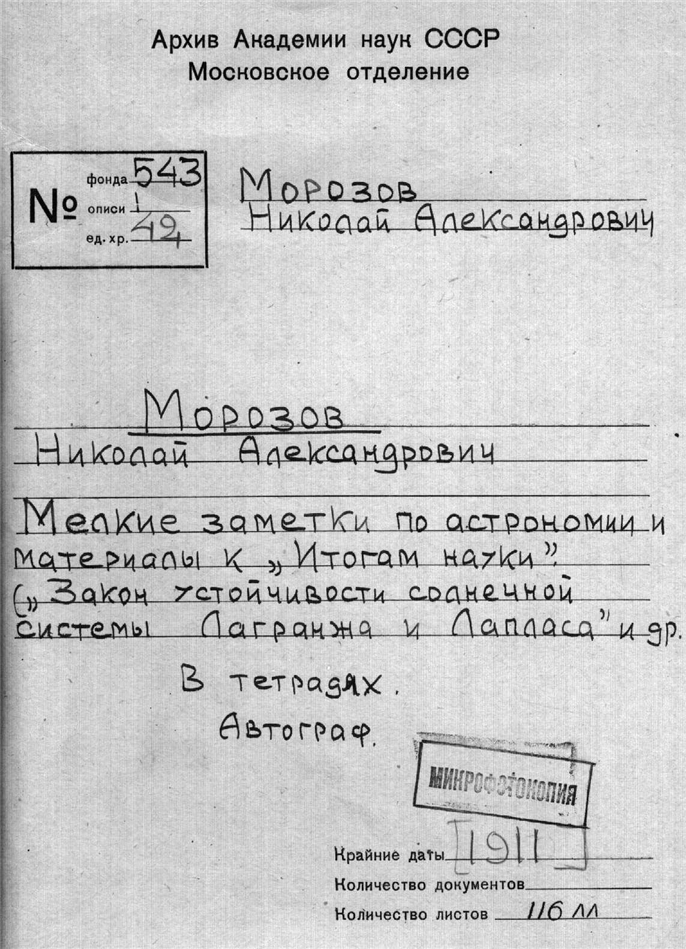 Архив Академии наук СССР
Московское отделение
№
фонда 543
описи 1
ед. хр. 424
Морозов
Николай Александрович
Морозов
Николай Александрович
Мелкие заметки по астрономии и
материалы к „Итогам науки”.
(„Закон устойчивости солнечной
системы Лагранжа и Лапласа” и др.
В тетрадях.
Автограф.
МИКРОФОТОКОПИЯ
Крайние даты [1911]
Количество документов
Количество листов 116 лл